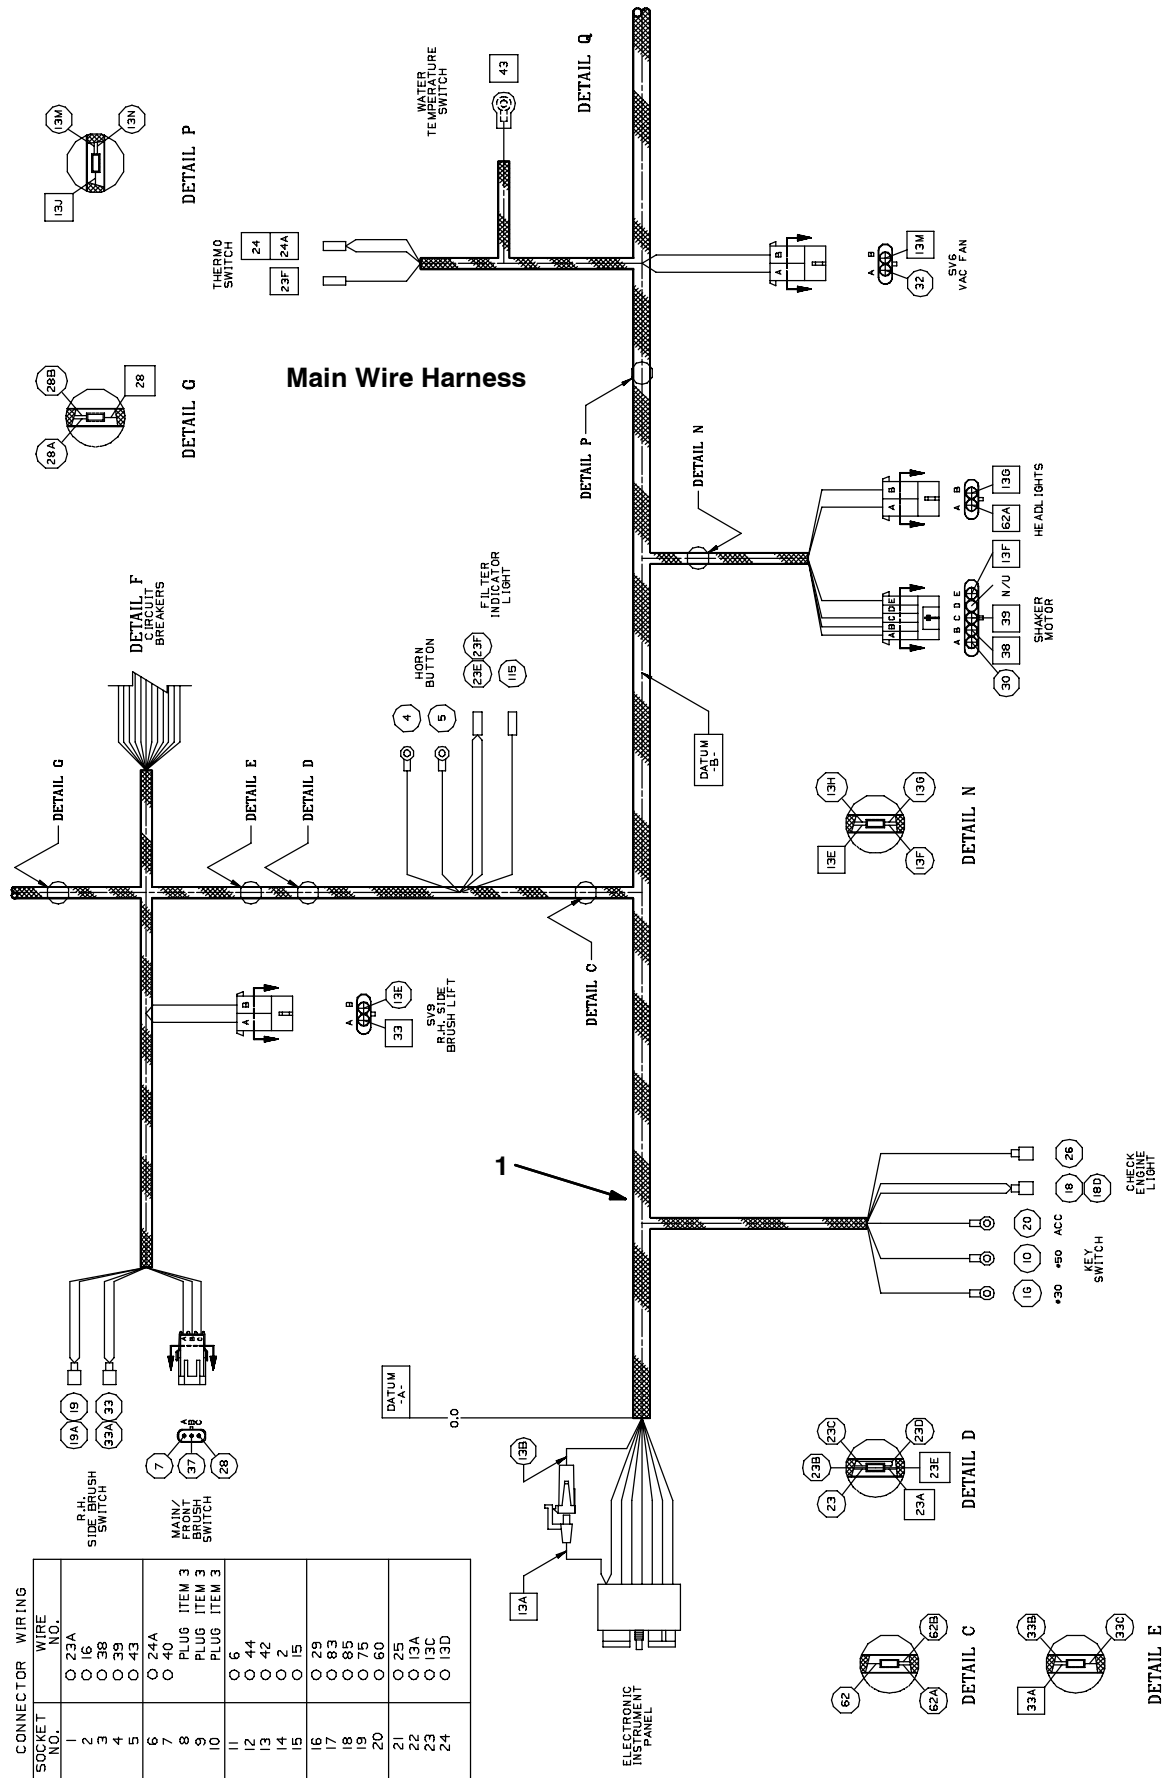 Main Wire Harness
1
CONNECTOR WIRING
SOCKET NO. WIRE NO.
1 O 23A
2 O 16
3 O 38
4 O 39
5 O 43
6 O 24A
7 O 40
8 PLUG ITEM 3
9 PLUG ITEM 3
10 PLUG ITEM 3
11 O 6
12 O 44
13 O 42
14 O 2
15 O 15
16 O 29
17 O 83
18 O 85
19 O 75
20 O 60
21 O 25
22 O 13A
23 O 13C
24 O 13D
R.H.
SIDE BRUSH
SWITCH
19A 19
33A 33
MAIN/
FRONT
BRUSH
SWITCH
7
37
28
A
B
C
A
B
C
ELECTRONIC
INSTRUMENT
PANEL
13A
13B
DATUM
-A-
0.0
62
62B
62A
DETAIL C
33A
33B
33C
DETAIL E
23
23B
23C
23D
23A
23E
DETAIL D
1G
#30
10
#50
20
ACC
KEY
SWITCH
18
18D
26
CHECK
ENGINE
LIGHT
A B
A B
33
13E
SV9
R.H. SIDE
BRUSH LIFT
DETAIL C
DETAIL D
DETAIL E
DETAIL G
DETAIL F
CIRCUIT
BREAKERS
4
5
HORN
BUTTON
23E 23F
115
FILTER
INDICATOR
LIGHT
DATUM
-B-
13E
13H
13F
13G
DETAIL N
A B C D E
A B C D E
30
38
39
N/U
13F
SHAKER
MOTOR
A B
A B
62A
13G
HEADLIGHTS
DETAIL N
DETAIL P
28A
28B
28
DETAIL G
THERMO
SWITCH
23F
24
24A
WATER
TEMPERATURE
SWITCH
43
A B
A B
32
13M
SV6
VAC FAN
13J
13M
13N
DETAIL P
DETAIL Q